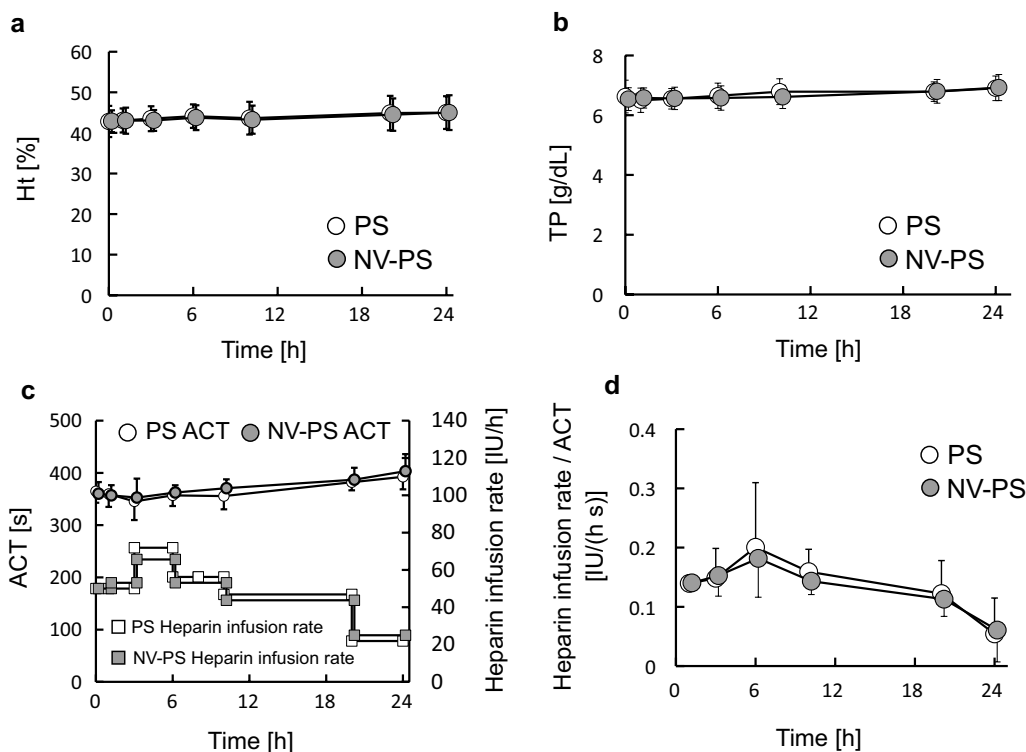 a
Ht [%]
60
50
40
30
20
10
0
PS
NV-PS
0 6 12 18 24
Time [h]
b
TP [g/dL]
8
6
4
2
0
PS
NV-PS
0 6 12 18 24
Time [h]
c
ACT [s]
500
400
300
200
100
0
PS ACT NV-PS ACT
PS Heparin infusion rate
NV-PS Heparin infusion rate
140
120
100
80
60
40
20
0
Heparin infusion rate [IU/h]
0 6 12 18 24
Time [h]
d
Heparin infusion rate / ACT
[IU/(h s)]
0.4
0.3
0.2
0.1
0
PS
NV-PS
0 6 12 18 24
Time [h]